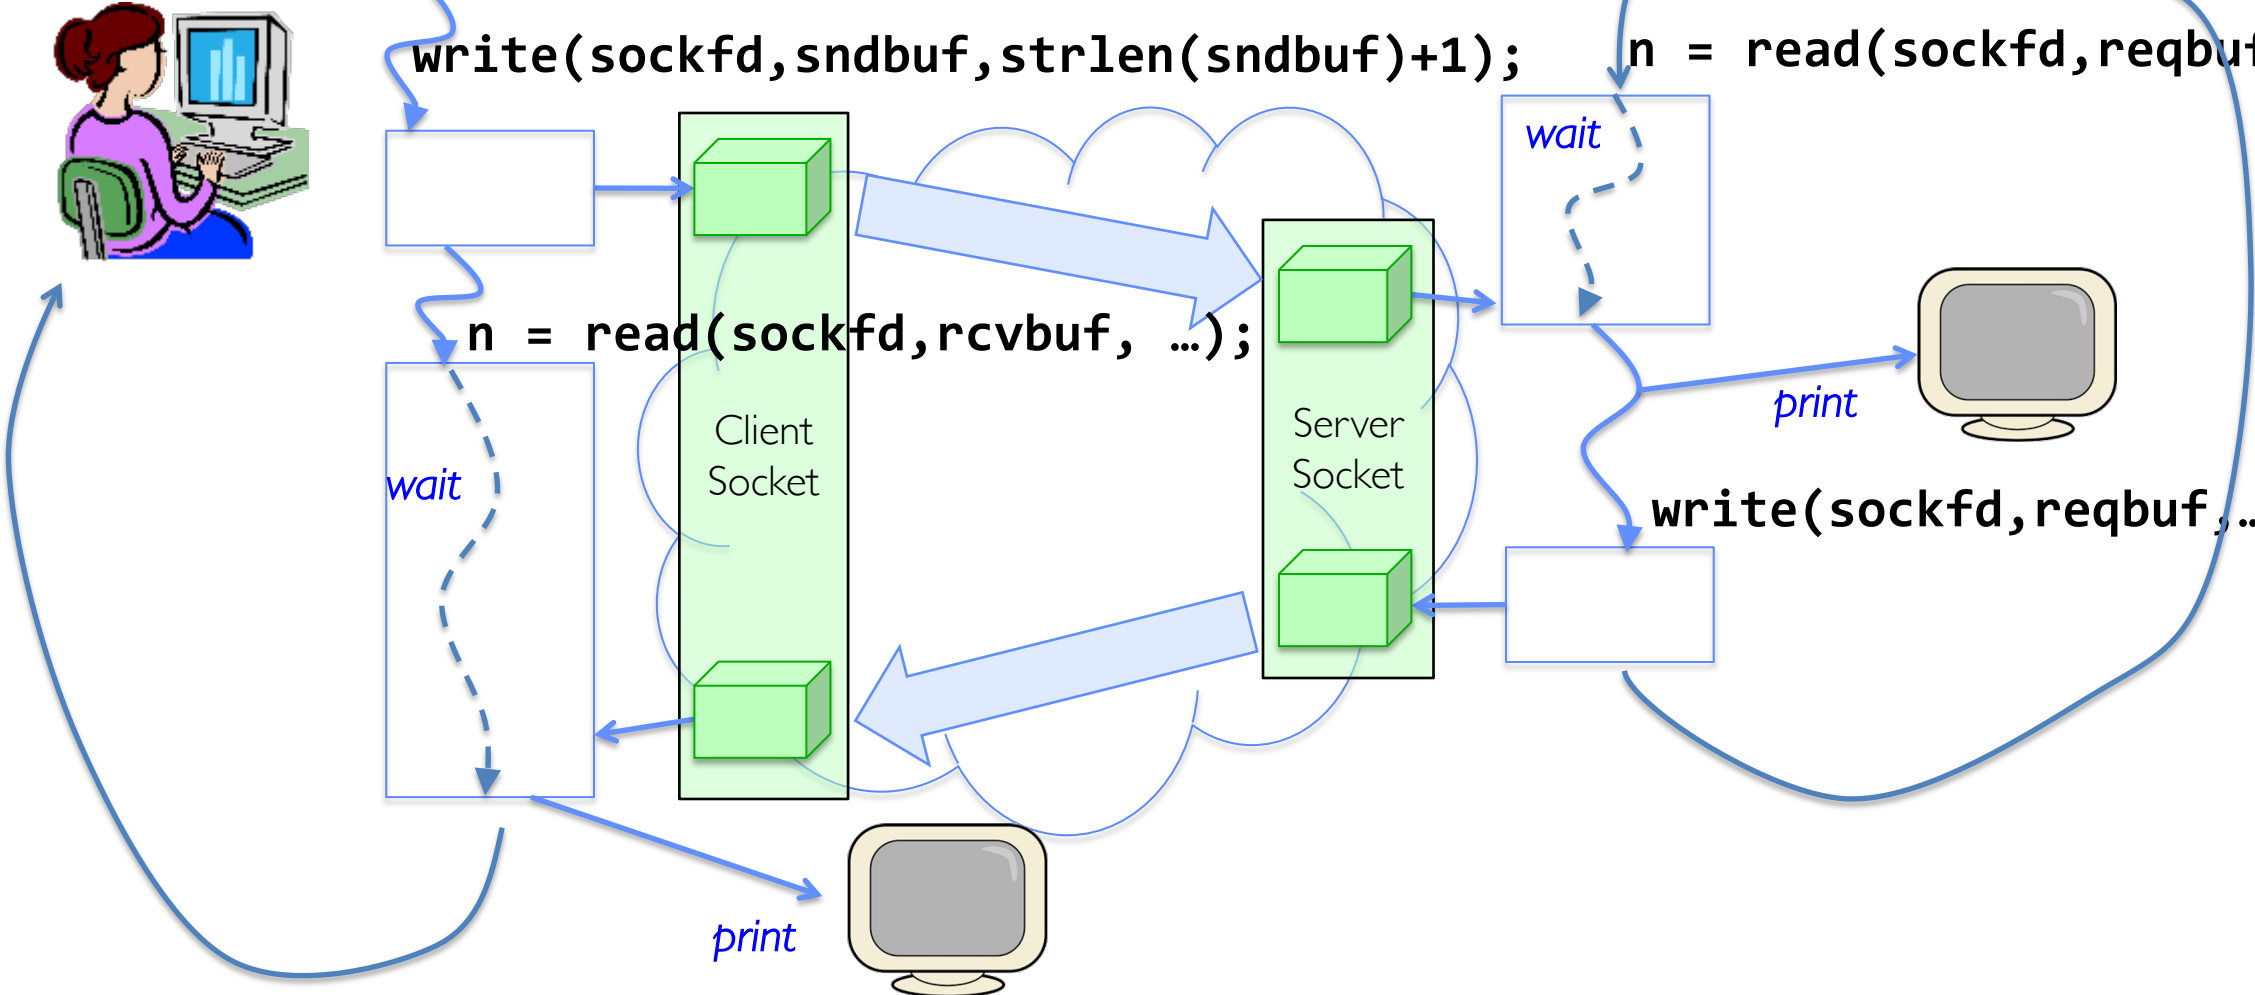 write(sockfd,sndbuf,strlen(sndbuf)+1);
n = read(sockfd,reqbuf
wait
n = read(sockfd,rcvbuf, …);
print
Client
Socket
Server
Socket
wait
write(sockfd,reqbuf,…
print